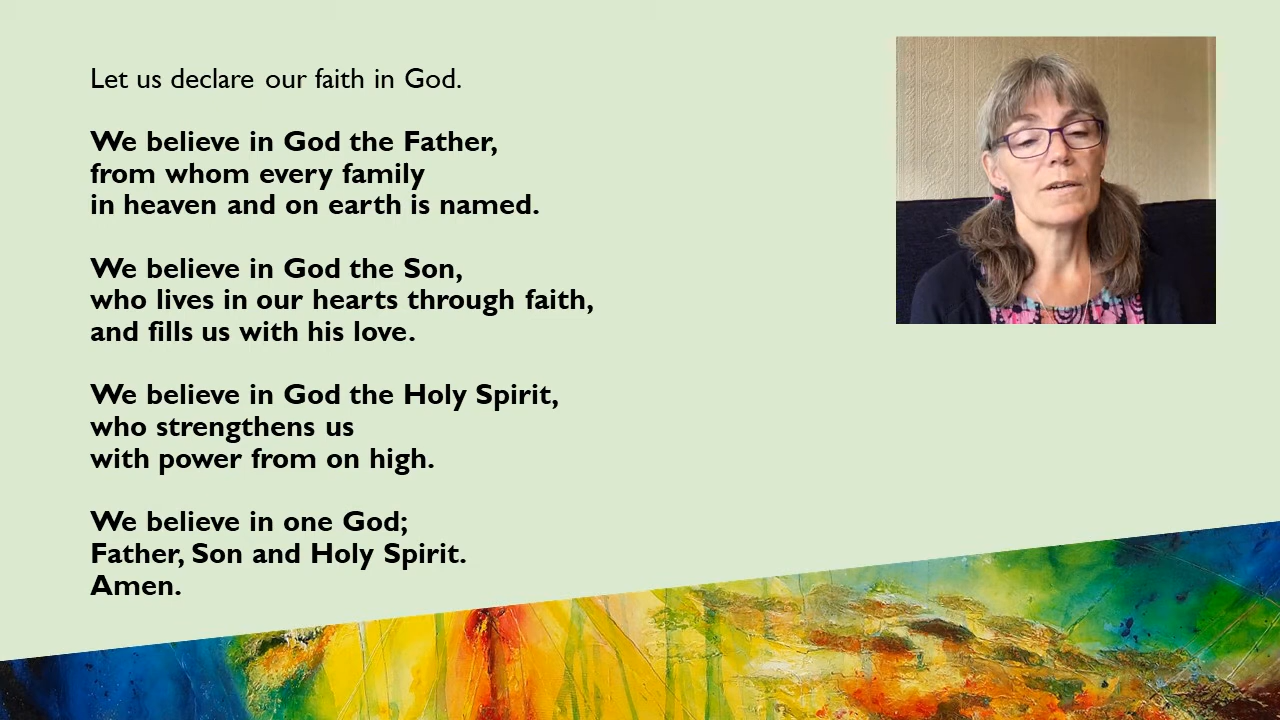 Let us declare our faith in God.
We believe in God the Father,
from whom every family
in heaven and on earth is named.
We believe in God the Son,
who lives in our hearts through faith,
and fills us with his love.
We believe in God the Holy Spirit,
who strengthens us
with power from on high.
We believe in one God;
Father, Son and Holy Spirit.
Amen.